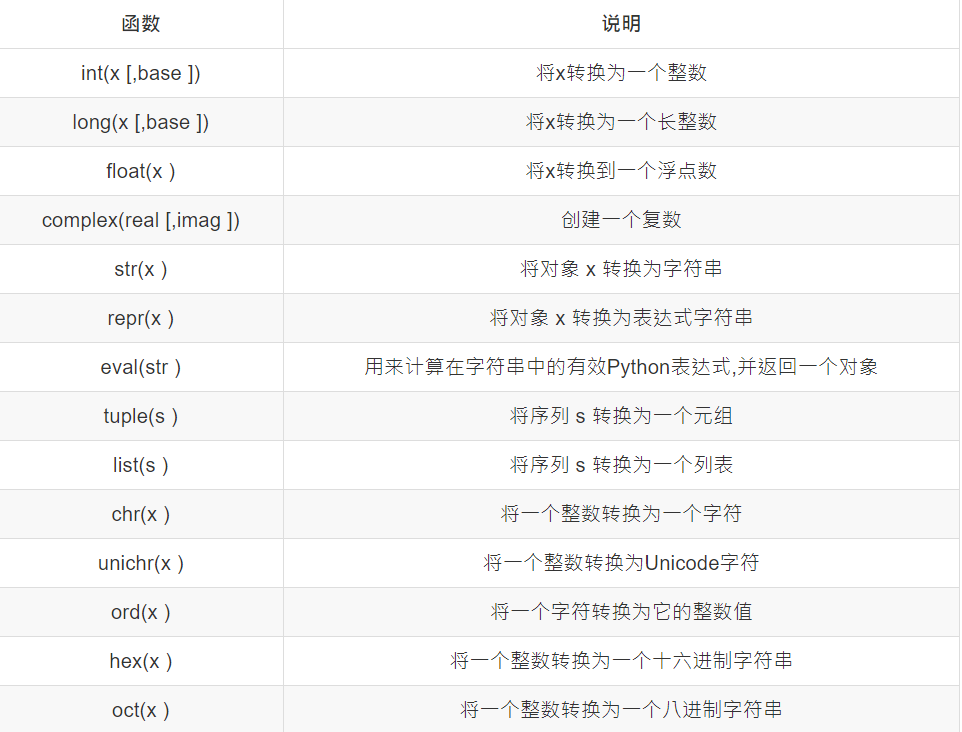 函数 说明
int(x [,base ]) 将x转换为一个整数
long(x [,base ]) 将x转换为一个长整数
float(x ) 将x转换到一个浮点数
complex(real [,imag ]) 创建一个复数
str(x ) 将对象 x 转换为字符串
repr(x ) 将对象 x 转换为表达式字符串
eval(str ) 用来计算在字符串中的有效Python表达式,并返回一个对象
tuple(s ) 将序列 s 转换为一个元组
list(s ) 将序列 s 转换为一个列表
chr(x ) 将一个整数转换为一个字符
unichr(x ) 将一个整数转换为Unicode字符
ord(x ) 将一个字符转换为它的整数值
hex(x ) 将一个整数转换为一个十六进制字符串
oct(x ) 将一个整数转换为一个八进制字符串